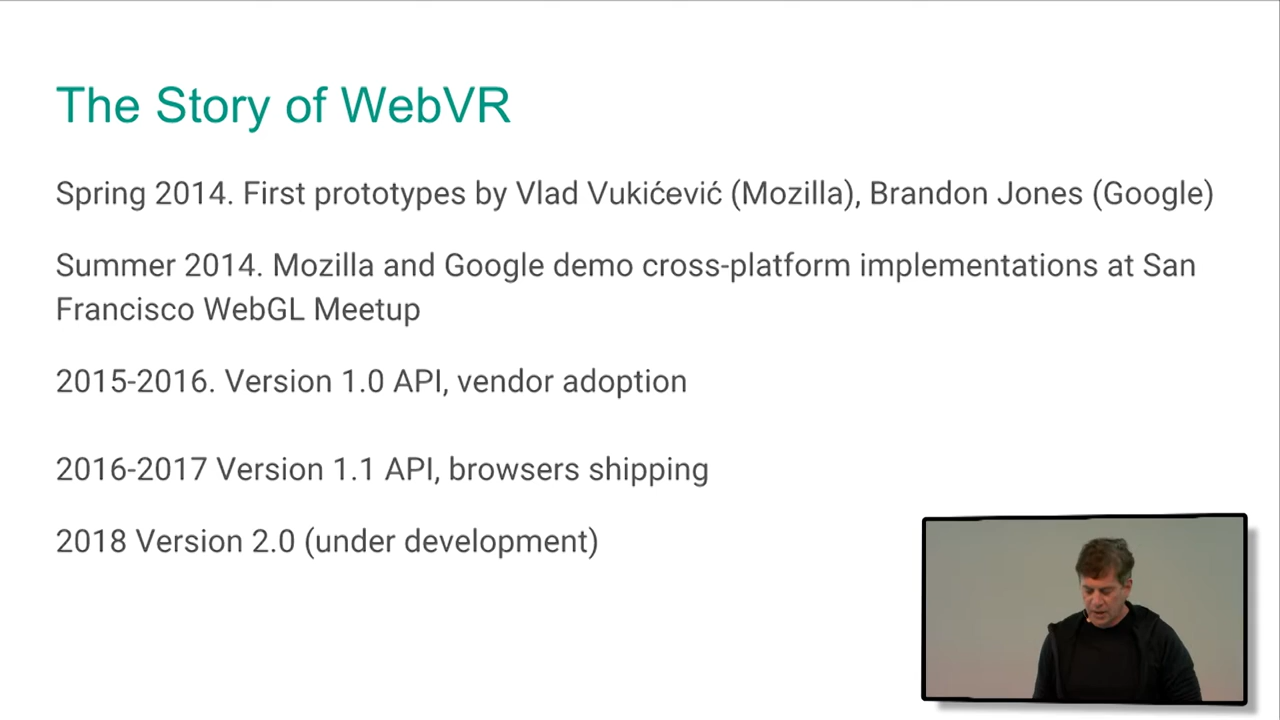 The Story of WebVR
Spring 2014. First prototypes by Vlad Vukićević (Mozilla), Brandon Jones (Google)
Summer 2014. Mozilla and Google demo cross-platform implementations at San
Francisco WebGL Meetup
2015-2016. Version 1.0 API, vendor adoption
2016-2017 Version 1.1 API, browsers shipping
2018 Version 2.0 (under development)